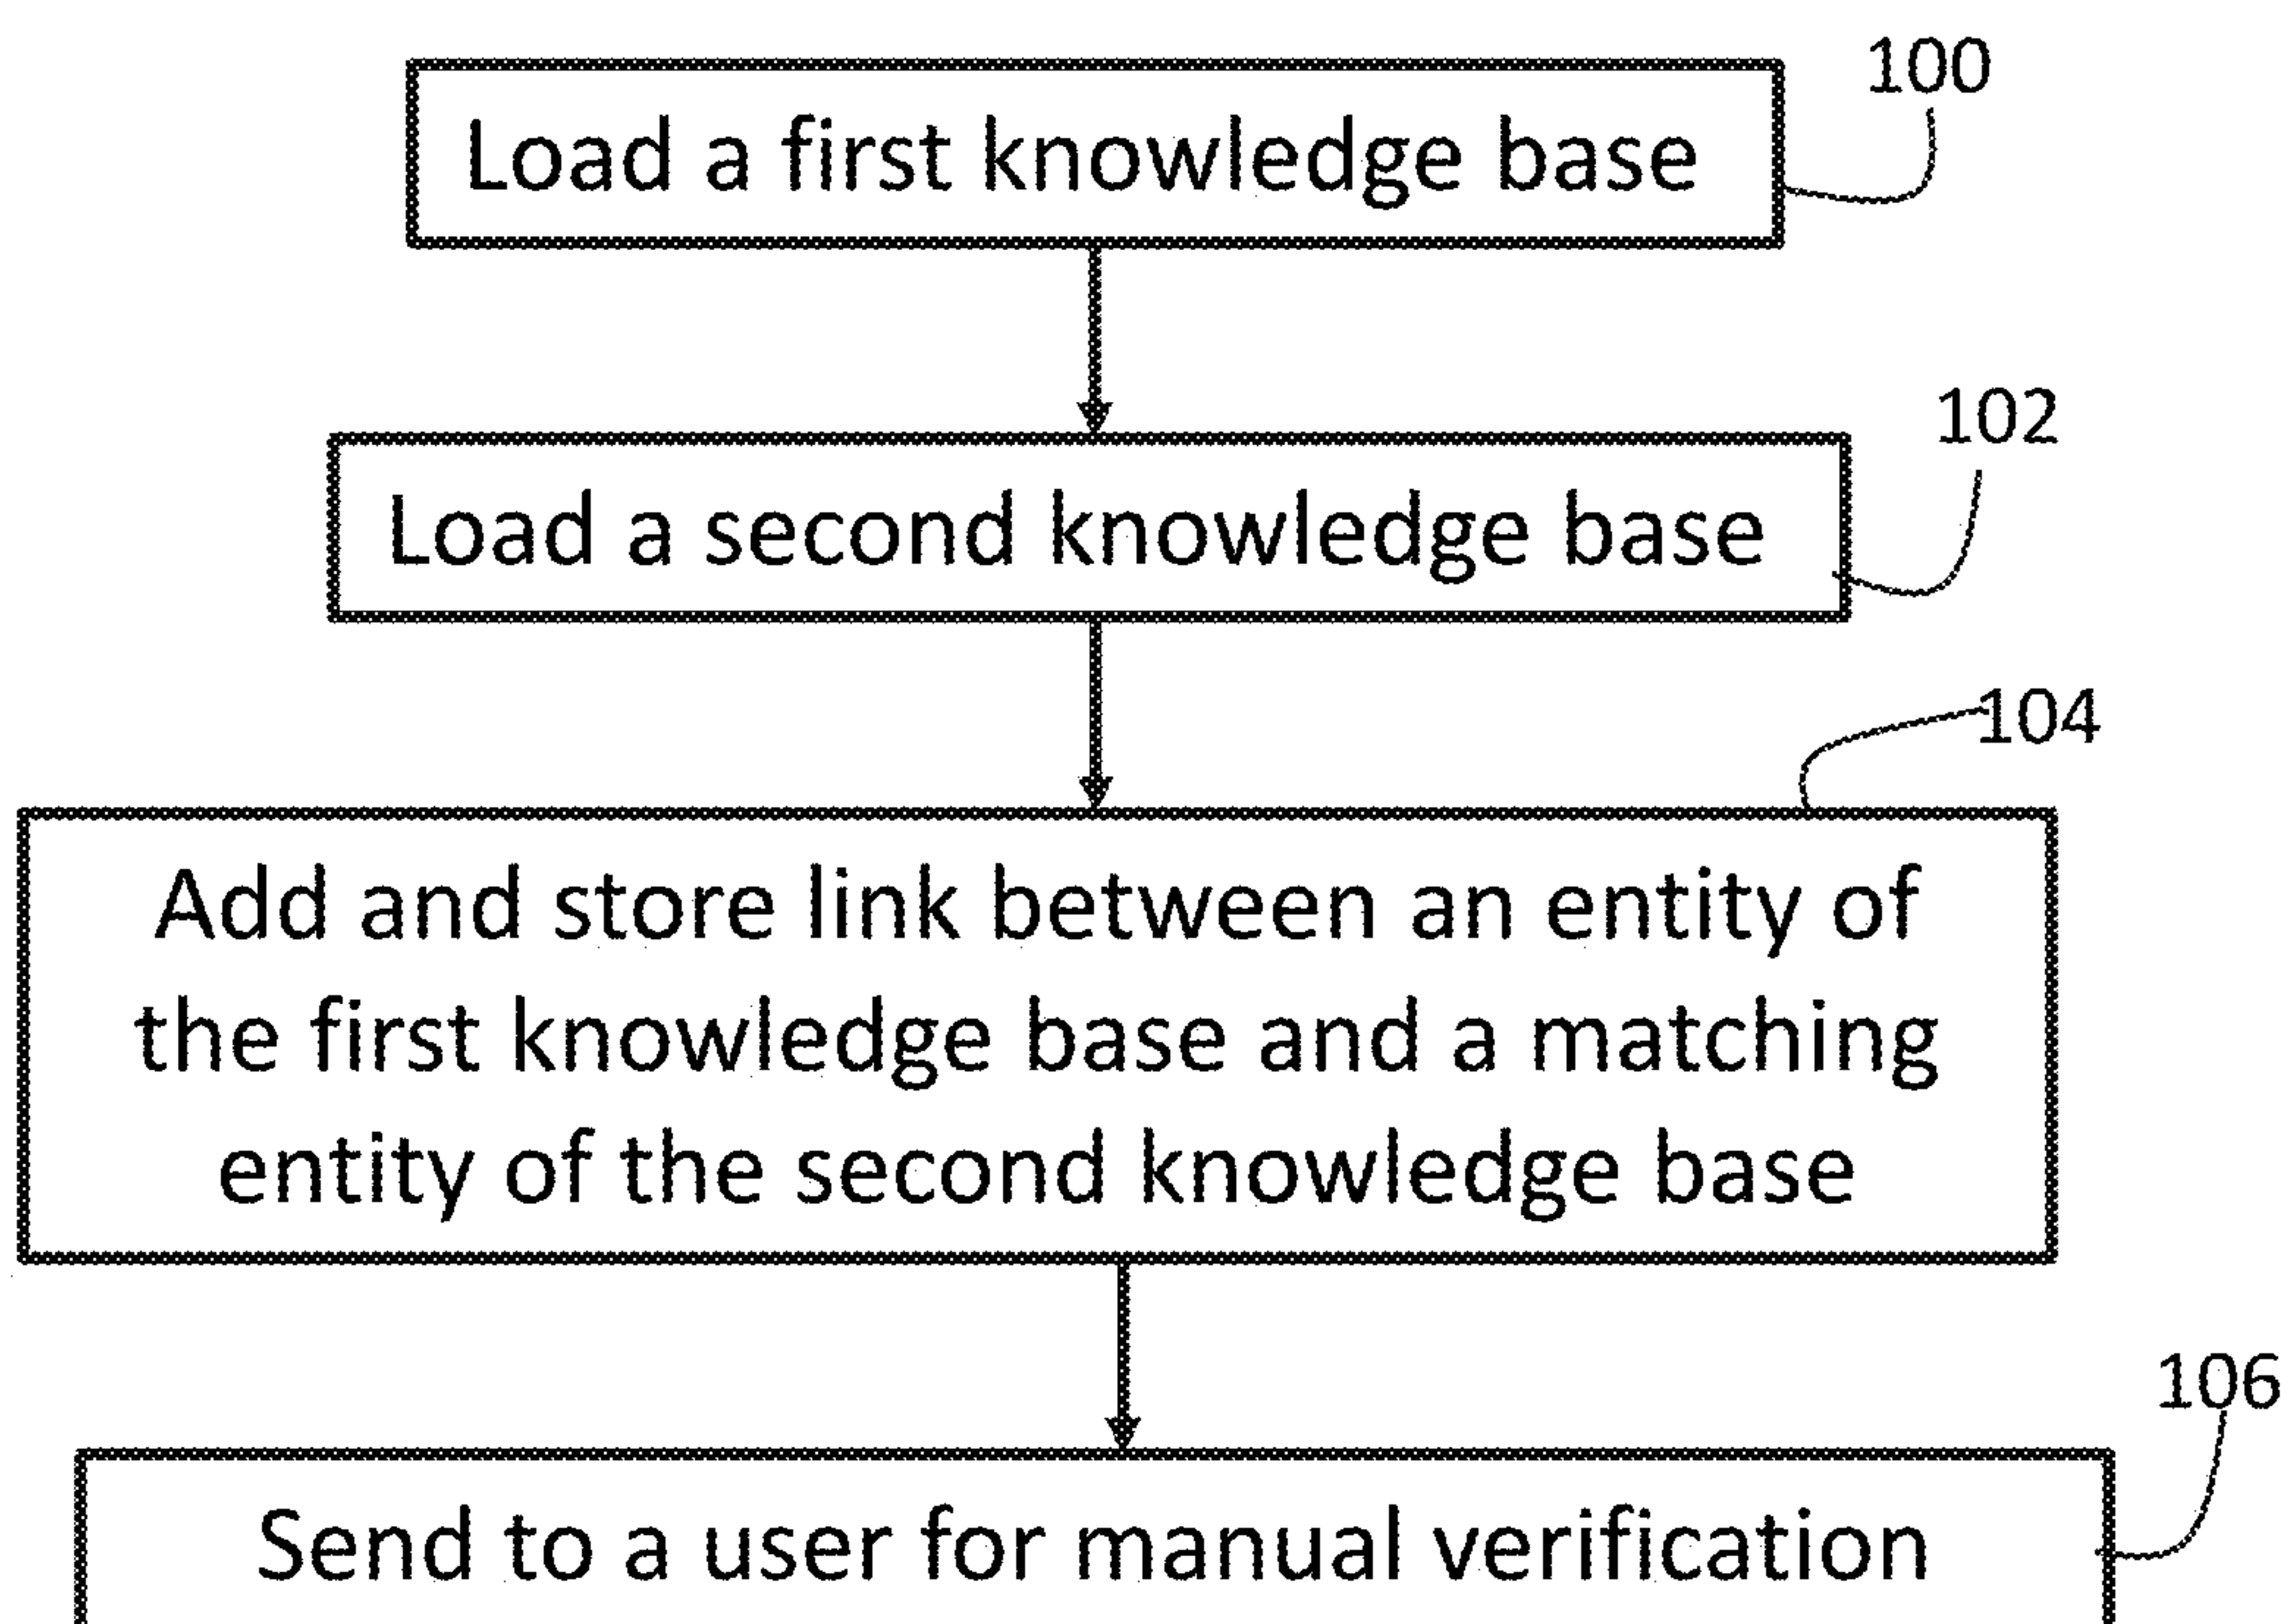 100
Load a first knowledge base
102
Load a second knowledge base
104
Add and store link between an entity of
the first knowledge base and a matching
entity of the second knowledge base
106
Send to a user for manual verification